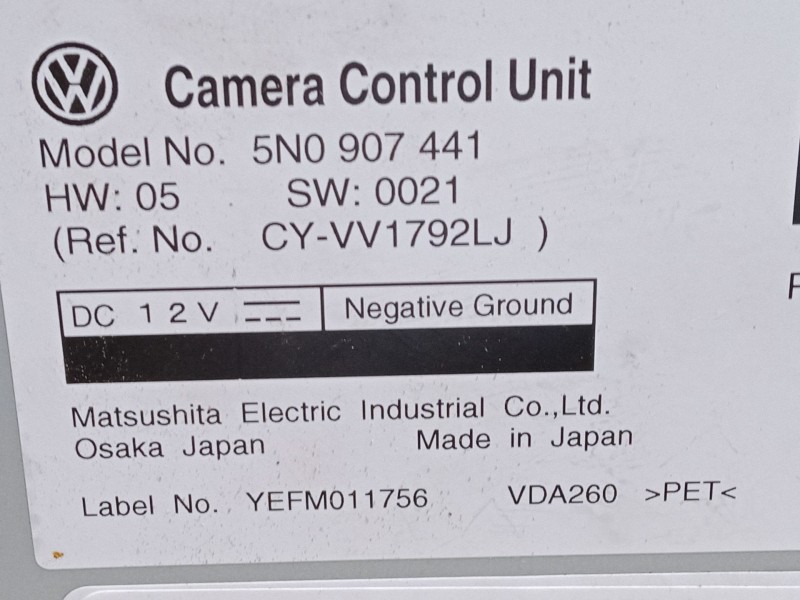 Camera Control Unit
Model No. 5N0 907 441
HW: 05 SW: 0021
(Ref. No. CY-VV1792LJ )
DC 12V Negative Ground
Matsushita Electric Industrial Co.,Ltd.
Osaka Japan Made in Japan
Label No. YEFM011756 VDA260 >PET<